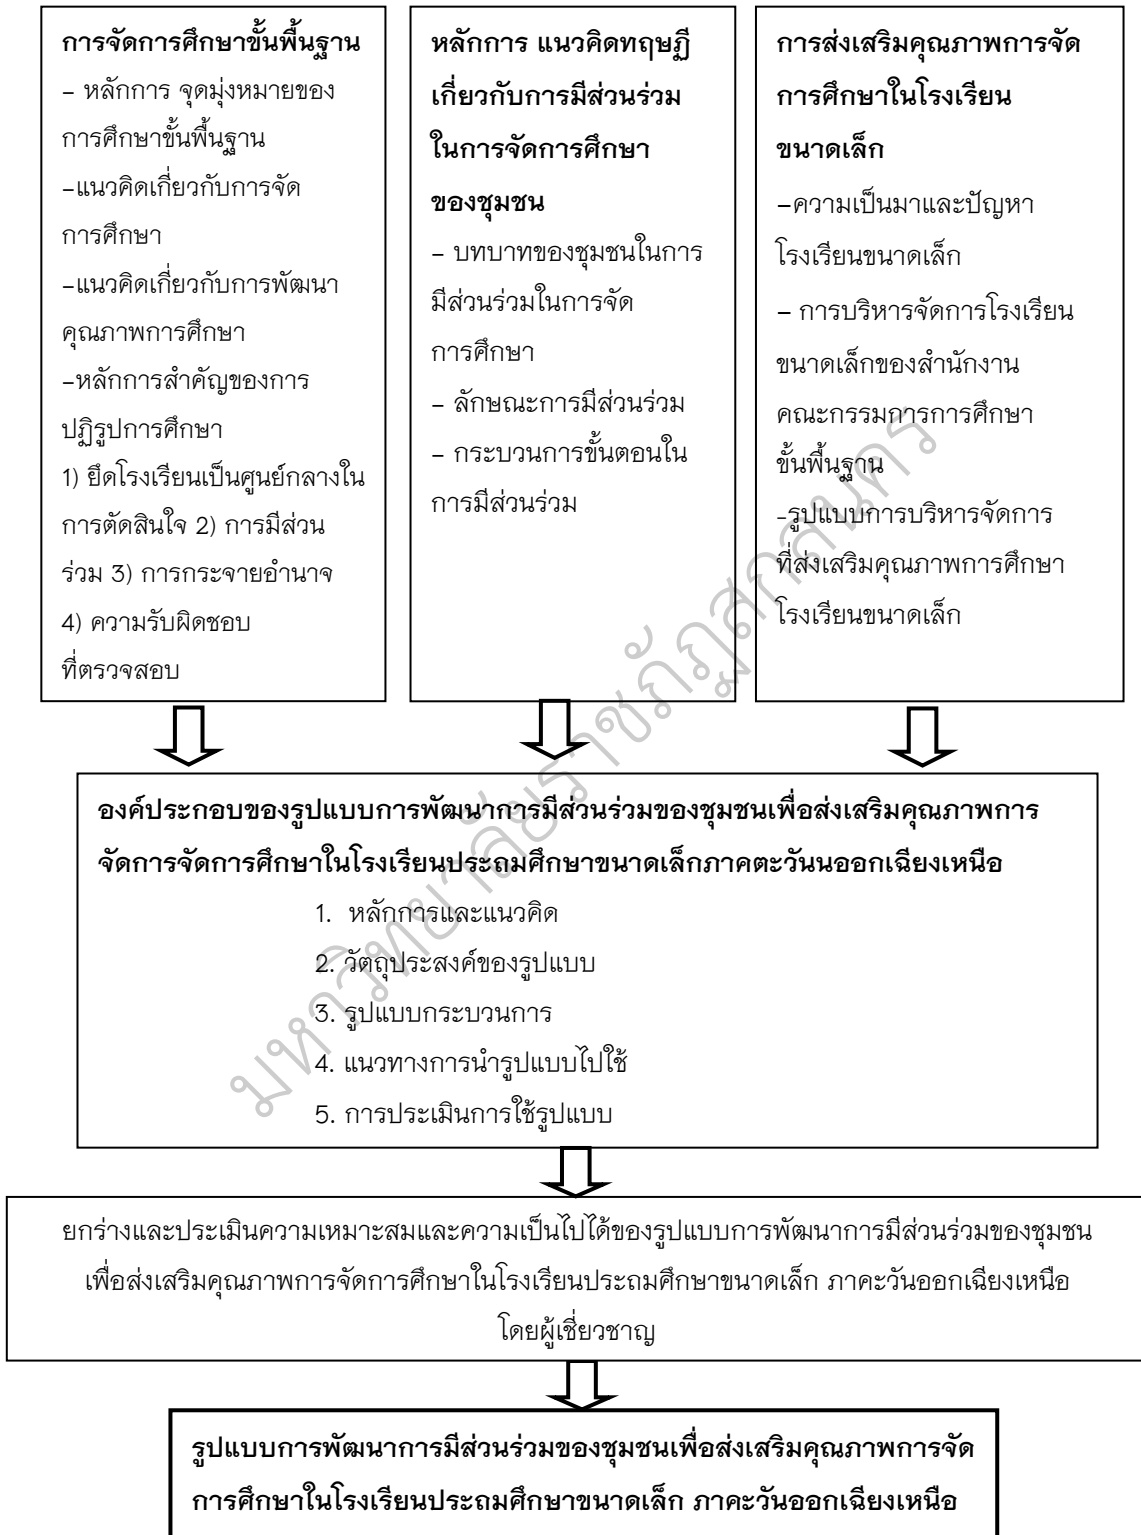 การจัดการศึกษาขั้นพื้นฐาน
– หลักการ จุดมุ่งหมายของ
การศึกษาขั้นพื้นฐาน
–แนวคิดเกี่ยวกับการจัด
การศึกษา
–แนวคิดเกี่ยวกับการพัฒนา
คุณภาพการศึกษา
–หลักการสำคัญของการ
ปฏิรูปการศึกษา
1) ยึดโรงเรียนเป็นศูนย์กลางใน
การตัดสินใจ 2) การมีส่วน
ร่วม 3) การกระจายอำนาจ
4) ความรับผิดชอบ
ที่ตรวจสอบ
หลักการ แนวคิดทฤษฏี
เกี่ยวกับการมีส่วนร่วม
ในการจัดการศึกษา
ของชุมชน
– บทบาทของชุมชนในการ
มีส่วนร่วมในการจัด
การศึกษา
– ลักษณะการมีส่วนร่วม
– กระบวนการขั้นตอนใน
การมีส่วนร่วม
การส่งเสริมคุณภาพการจัด
การศึกษาในโรงเรียน
ขนาดเล็ก
–ความเป็นมาและปัญหา
โรงเรียนขนาดเล็ก
– การบริหารจัดการโรงเรียน
ขนาดเล็กของสำนักงาน
คณะกรรมการการศึกษา
ขั้นพื้นฐาน
-รูปแบบการบริหารจัดการ
ที่ส่งเสริมคุณภาพการศึกษา
โรงเรียนขนาดเล็ก
องค์ประกอบของรูปแบบการพัฒนาการมีส่วนร่วมของชุมชนเพื่อส่งเสริมคุณภาพการ
จัดการจัดการศึกษาในโรงเรียนประถมศึกษาขนาดเล็กภาคตะวันนออกเฉียงเหนือ
1. หลักการและแนวคิด
2. วัตถุประสงค์ของรูปแบบ
3. รูปแบบกระบวนการ
4. แนวทางการนำรูปแบบไปใช้
5. การประเมินการใช้รูปแบบ
ยกร่างและประเมินความเหมาะสมและความเป็นไปได้ของรูปแบบการพัฒนาการมีส่วนร่วมของชุมชน
เพื่อส่งเสริมคุณภาพการจัดการศึกษาในโรงเรียนประถมศึกษาขนาดเล็ก ภาคะวันออกเฉียงเหนือ
โดยผู้เชี่ยวชาญ
รูปแบบการพัฒนาการมีส่วนร่วมของชุมชนเพื่อส่งเสริมคุณภาพการจัด
การศึกษาในโรงเรียนประถมศึกษาขนาดเล็ก ภาคะวันออกเฉียงเหนือ
มหาวิทยาลัยราชภัฏสกลนคร